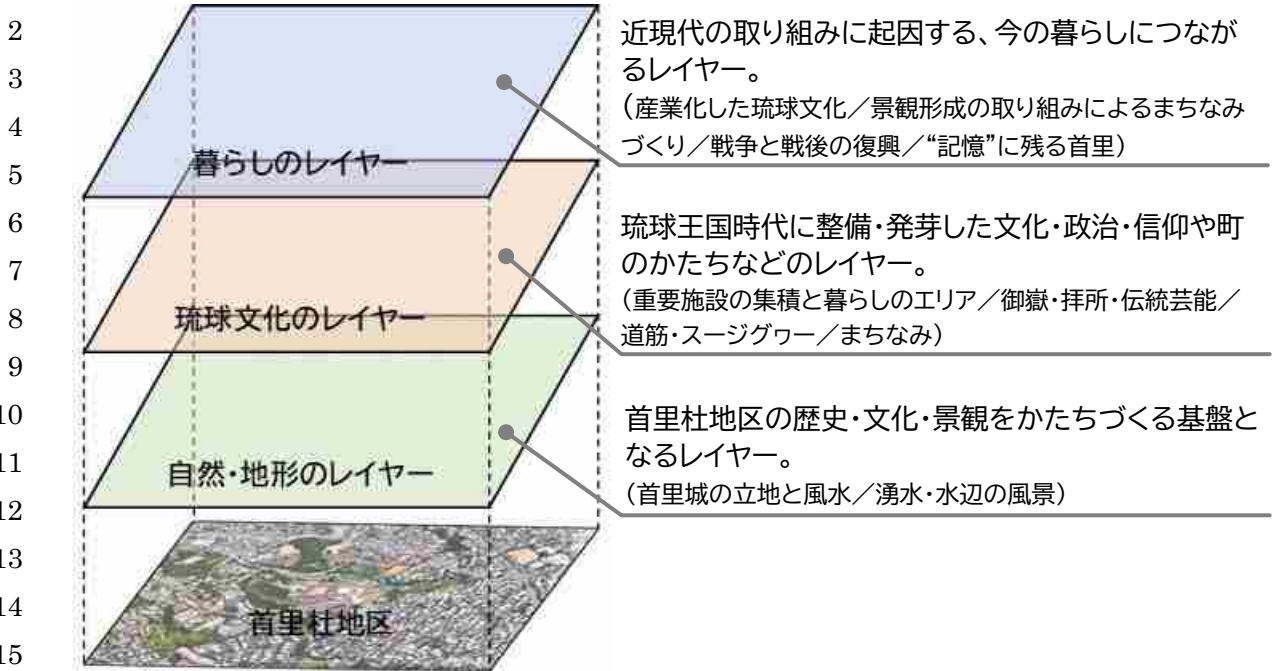 2
3
4
5
6
7
8
9
10
11
12
13
14
15
近現代の取り組みに起因する、今の暮らしにつなが
るレイヤー。
（産業化した琉球文化／景観形成の取り組みによるまちなみ
づくり／戦争と戦後の復興／“記憶”に残る首里）
暮らしのレイヤー
琉球王国時代に整備・発芽した文化・政治・信仰や町
のかたちなどのレイヤー。
（重要施設の集積と暮らしのエリア／御嶽・拝所・伝統芸能／
道筋・スージグヮー／まちなみ）
琉球文化のレイヤー
首里杜地区の歴史・文化・景観をかたちづくる基盤と
なるレイヤー。
（首里城の立地と風水／湧水・水辺の風景）
自然・地形のレイヤー
首里杜地区